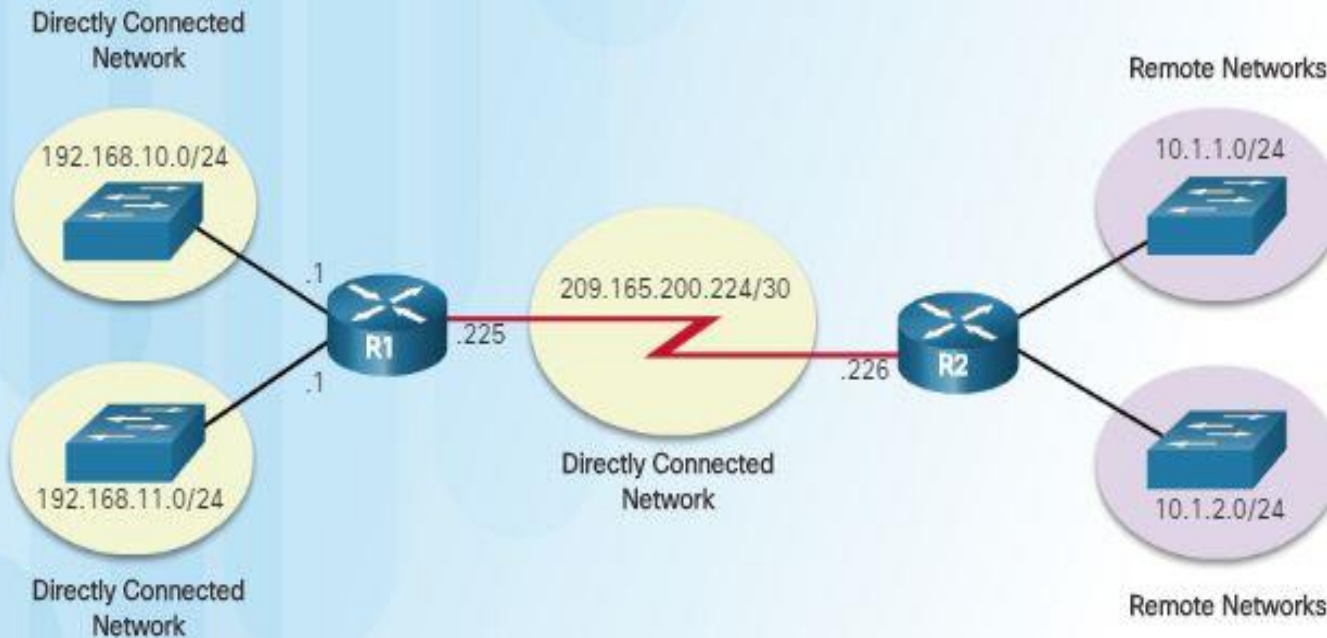 Directly Connected
Network
Remote Networks
192.168.10.0/24
10.1.1.0/24
.1
209.165.200.224/30
R1
.225
.226
R2
.1
192.168.11.0/24
Directly Connected
Network
10.1.2.0/24
Directly Connected
Network
Remote Networks